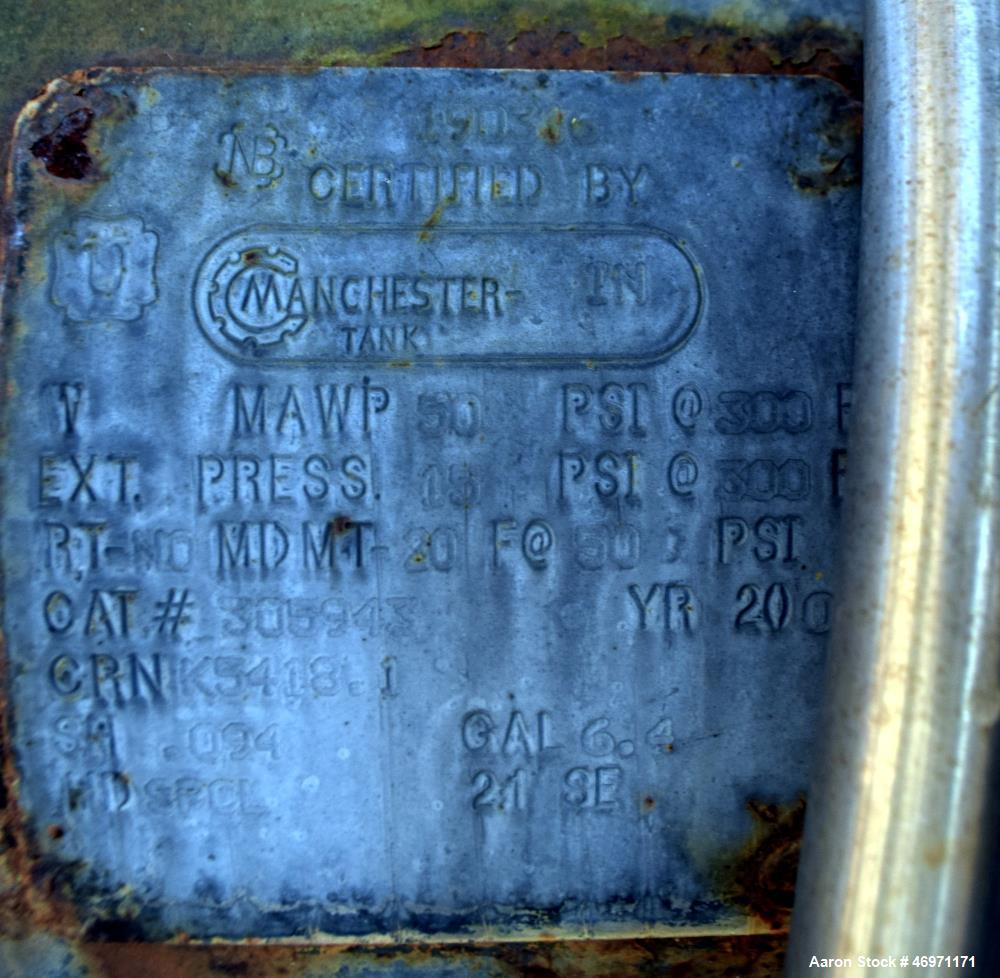 NB
CERTIFIED BY
U
MANCHESTER TN
TANK
W MAWP 50 PSI @ 300 F
EXT. PRESS. 15 PSI @ 300 F
RT-NO MDMT-20 F@ 50 PSI.
CAT.# 305943 YR 200
CRN K5418.1
SH .094 GAL 6.4
HD SPCL 21 SE
Aaron Stock # 46971171